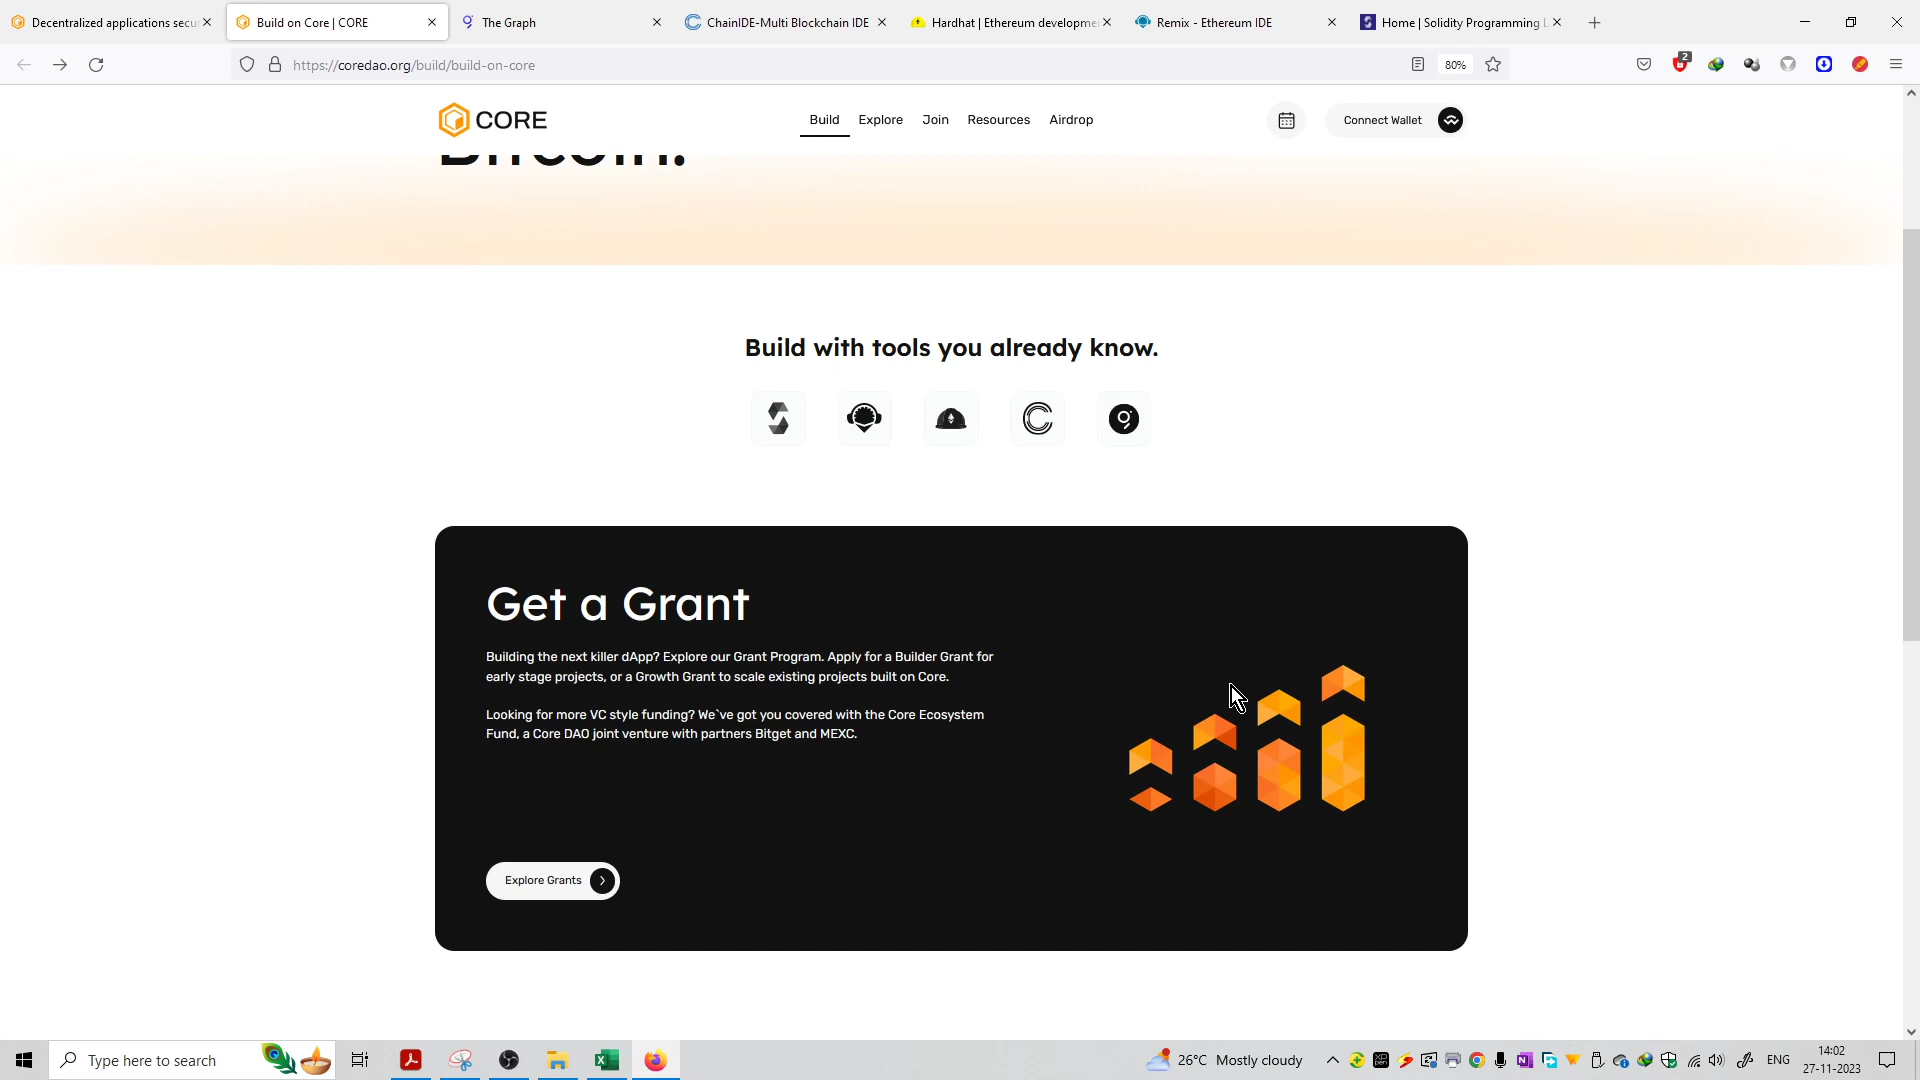 Decentralized applications secur
Build on Core | CORE
The Graph
ChainIDE-Multi Blockchain IDE
Hardhat | Ethereum developme
Remix - Ethereum IDE
Home | Solidity Programming L
https://coredao.org/build/build-on-core
80%
2
CORE
Build
Explore
Join
Resources
Airdrop
Connect Wallet
Bitcoin.
Build with tools you already know.
Get a Grant
Building the next killer dApp? Explore our Grant Program. Apply for a Builder Grant for
early stage projects, or a Growth Grant to scale existing projects built on Core.
Looking for more VC style funding? We`ve got you covered with the Core Ecosystem
Fund, a Core DAO joint venture with partners Bitget and MEXC.
Explore Grants
Type here to search
26°C Mostly cloudy
ENG
14:02
27-11-2023